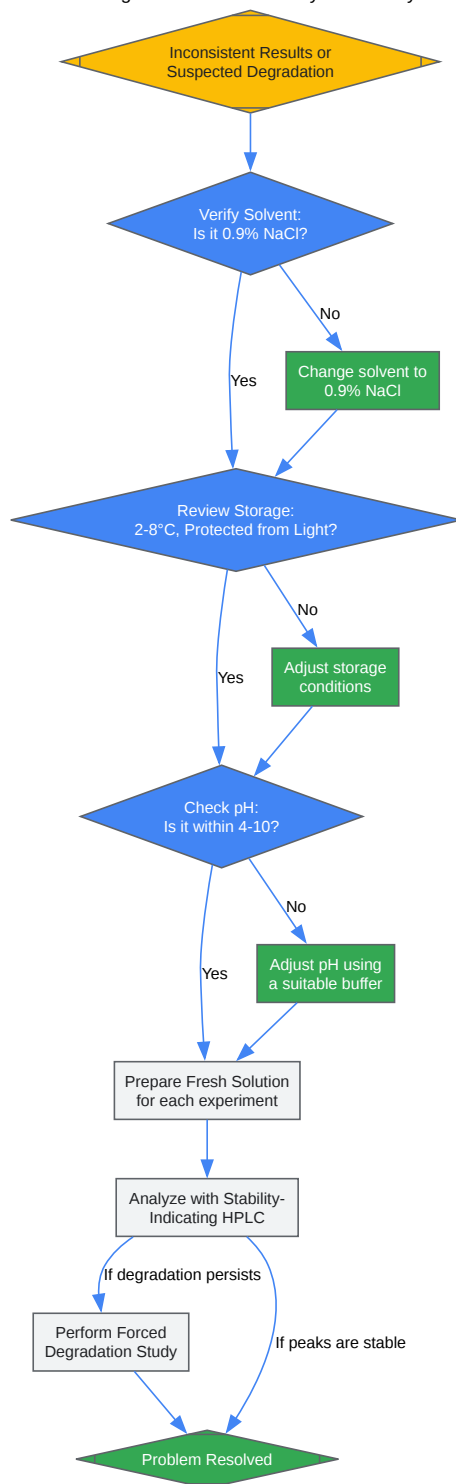 Inconsistent Results or
Suspected Degradation
Verify Solvent:
Is it 0.9% NaCl?
No
Yes
Change solvent to
0.9% NaCl
Review Storage:
2-8°C, Protected from Light?
No
Yes
Adjust storage
conditions
Check pH:
Is it within 4-10?
No
Yes
Adjust pH using
a suitable buffer
Prepare Fresh Solution
for each experiment
Analyze with Stability-
Indicating HPLC
If degradation persists
If peaks are stable
Perform Forced
Degradation Study
Problem Resolved